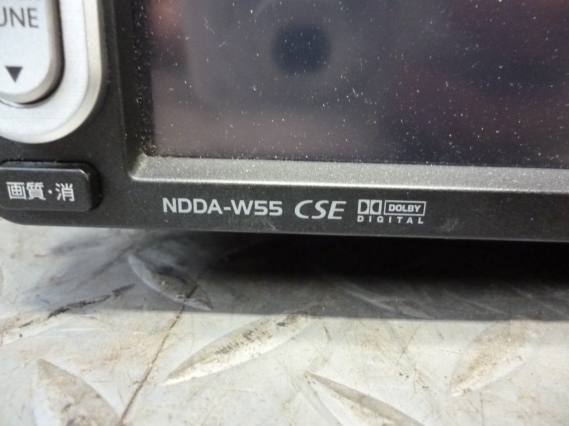 UNE
▼
画質・消
NDDA-W55 CSE DOLBY
DIGITAL